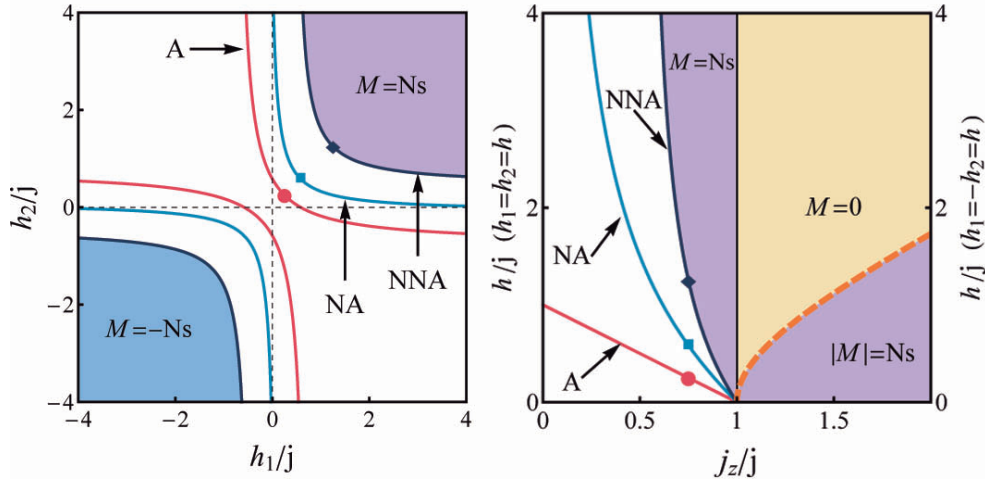 4
2
0
−2
−4
h₂/j
−4
−2
0
2
4
h₁/j
A
M=Ns
NA
NNA
M=−Ns
4
2
0
h/j (h₁=h₂=h)
0
0.5
1
1.5
j_z/j
M=Ns
NNA
NA
A
M=0
|M|=Ns
4
2
0
h/j (h₁=−h₂=h)